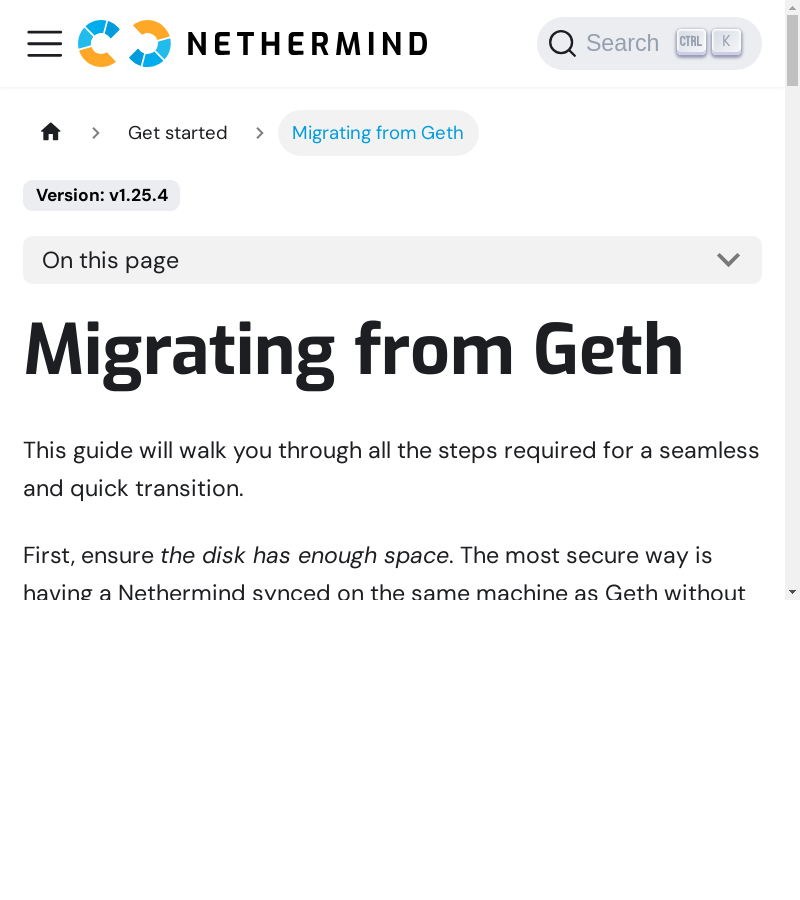 NETHERMIND
Search CTRL K
Get started Migrating from Geth
Version: v1.25.4
On this page
Migrating from Geth
This guide will walk you through all the steps required for a seamless
and quick transition.
First, ensure the disk has enough space. The most secure way is
having a Nethermind synced on the same machine as Geth without